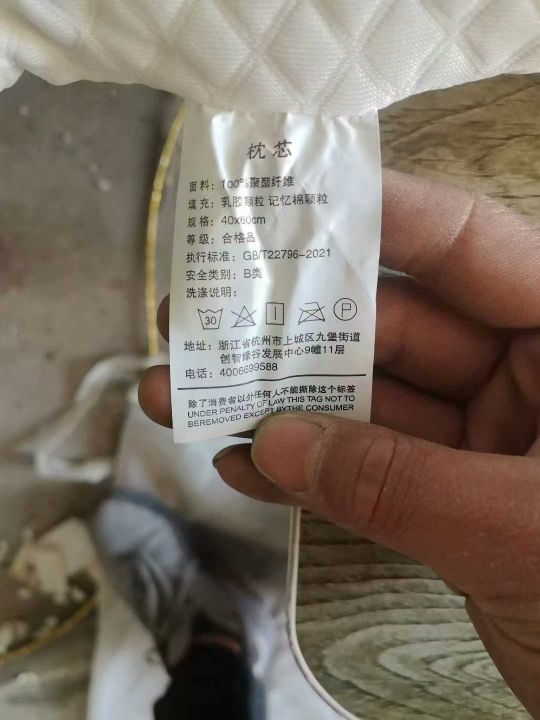 枕芯
面料：100%聚酯纤维
填充：乳胶颗粒 记忆棉颗粒
规格：40x60cm
等级：合格品
执行标准：GB/T22796-2021
安全类别：B类
洗涤说明：
30
P
地址：浙江省杭州市上城区九堡街道
创智绿谷发展中心9幢11层
电话：4006699588
除了消费者以外任何人不能撕除这个标签
UNDER PENALTY OF LAW THIS TAG NOT TO
BEREMOVED EXCEPT BYTHE CONSUMER